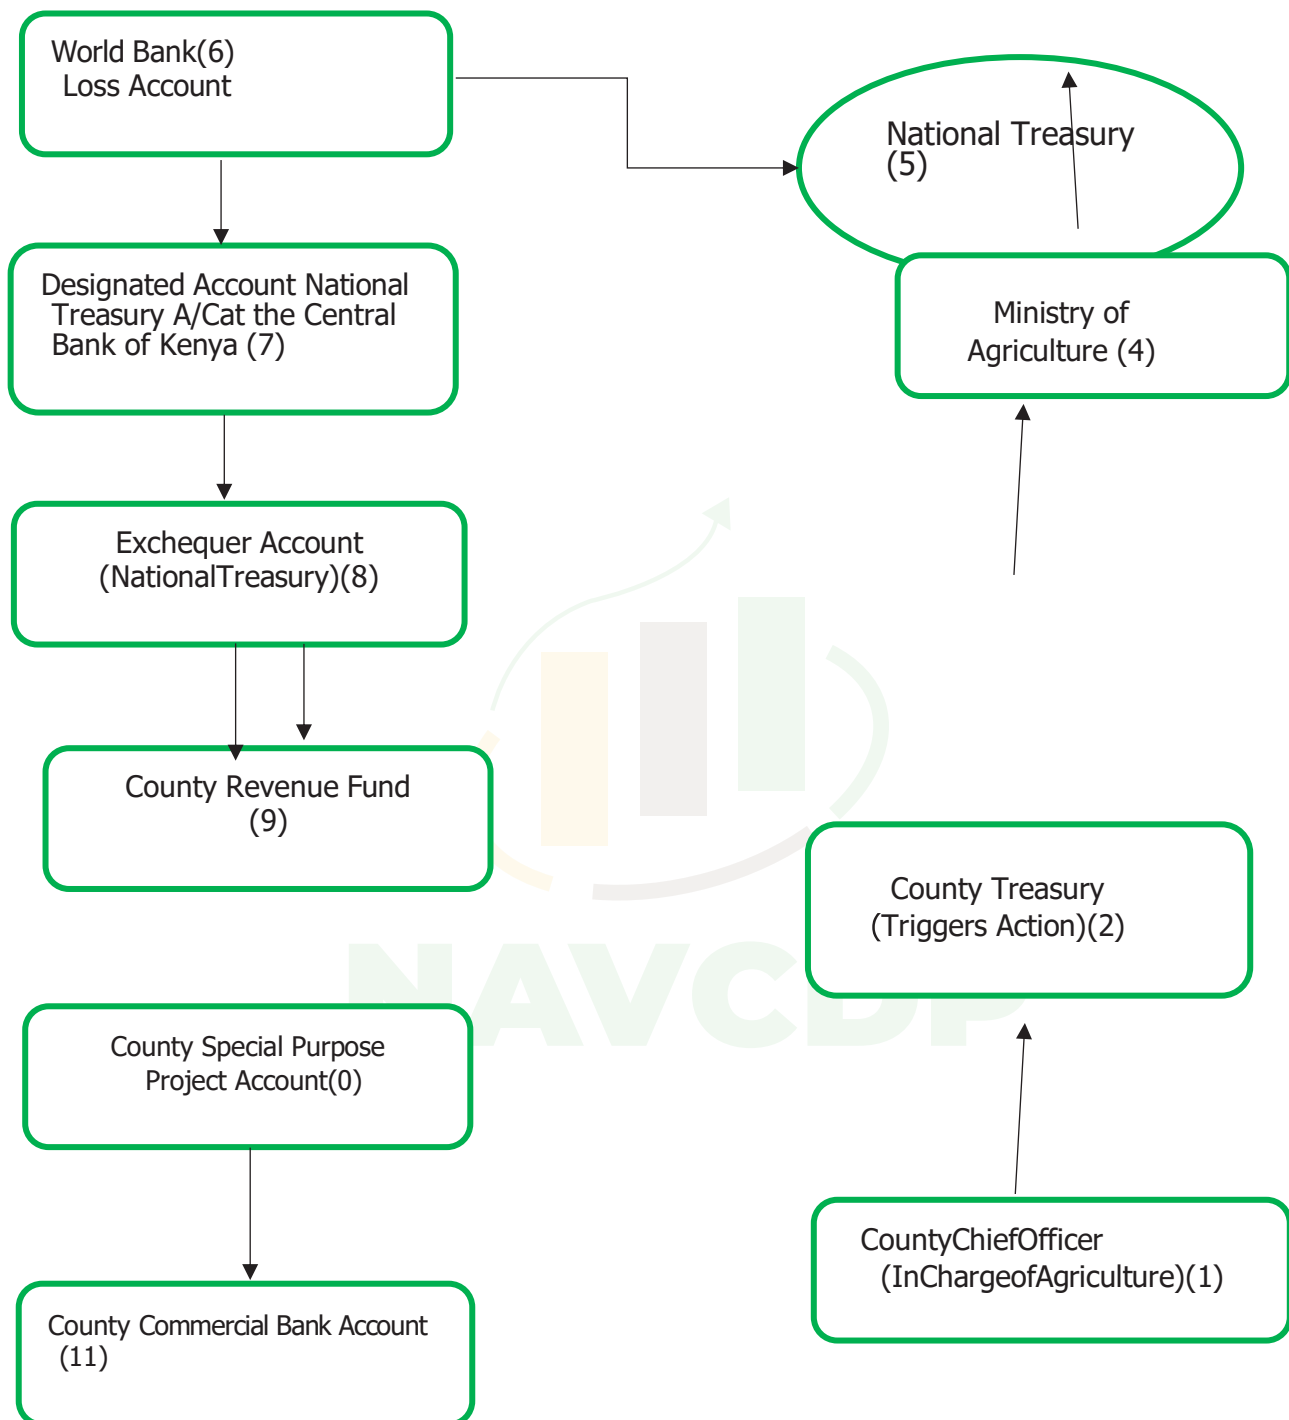 World Bank(6)
Loss Account
National Treasury
(5)
Designated Account National
Treasury A/Cat the Central
Bank of Kenya (7)
Ministry of
Agriculture (4)
Exchequer Account
(NationalTreasury)(8)
County Revenue Fund
(9)
County Treasury
(Triggers Action)(2)
NAVCDP
County Special Purpose
Project Account(0)
CountyChiefOfficer
(InChargeofAgriculture)(1)
County Commercial Bank Account
(11)